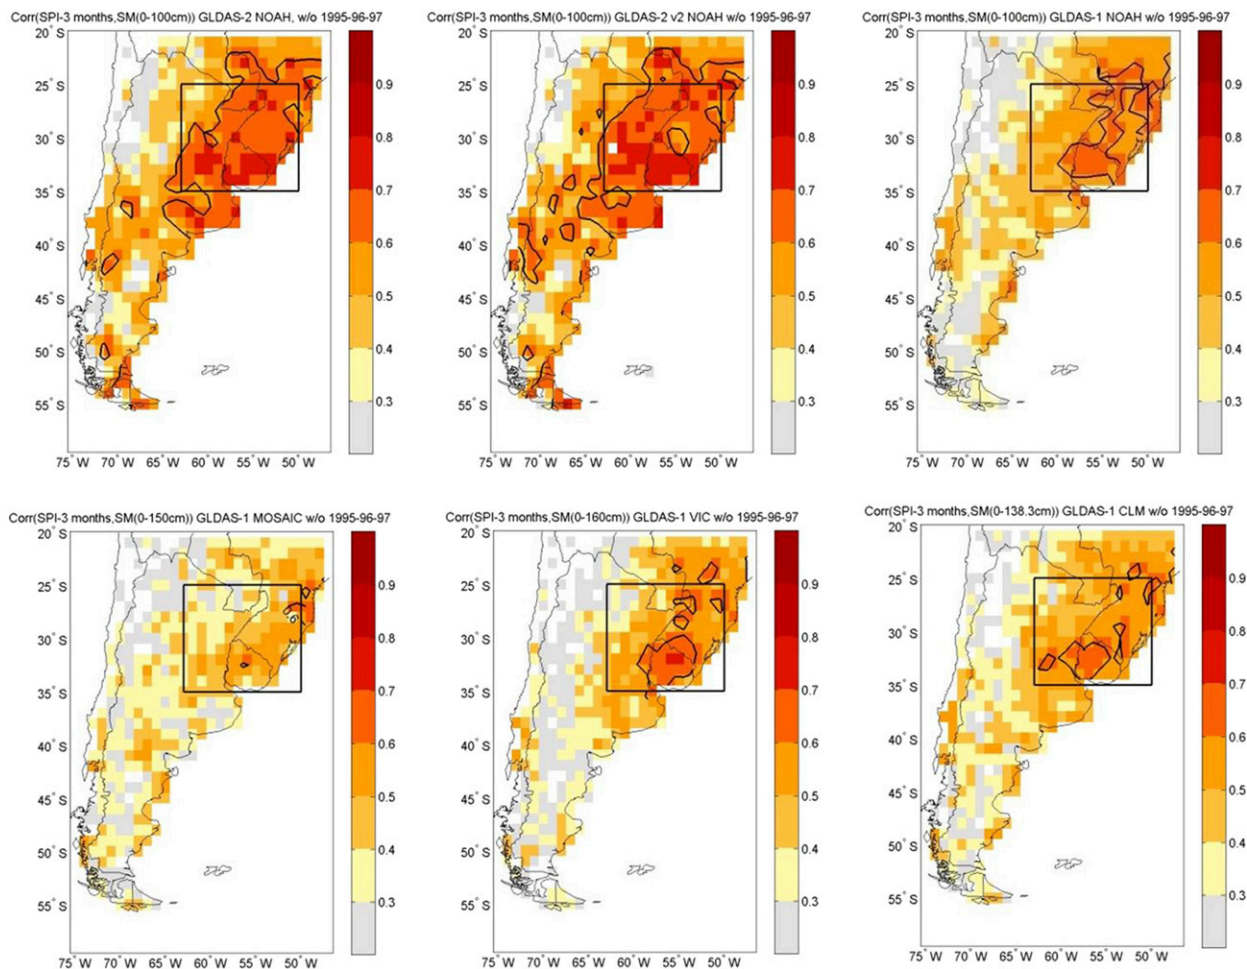 Corr(SPI-3 months,SM(0-100cm)) GLDAS-2 NOAH, w/o 1995-96-97
20° S
25° S
30° S
35° S
40° S
45° S
50° S
55° S
75° W 70° W 65° W 60° W 55° W 50° W
0.9
0.8
0.7
0.6
0.5
0.4
0.3
Corr(SPI-3 months,SM(0-100cm)) GLDAS-2 v2 NOAH, w/o 1995-96-97
20° S
25° S
30° S
35° S
40° S
45° S
50° S
55° S
75° W 70° W 65° W 60° W 55° W 50° W
0.9
0.8
0.7
0.6
0.5
0.4
0.3
Corr(SPI-3 months,SM(0-100cm)) GLDAS-1 NOAH w/o 1995-96-97
20° S
25° S
30° S
35° S
40° S
45° S
50° S
55° S
75° W 70° W 65° W 60° W 55° W 50° W
0.9
0.8
0.7
0.6
0.5
0.4
0.3
Corr(SPI-3 months,SM(0-150cm)) GLDAS-1 MOSAIC w/o 1995-96-97
20° S
25° S
30° S
35° S
40° S
45° S
50° S
55° S
75° W 70° W 65° W 60° W 55° W 50° W
0.9
0.8
0.7
0.6
0.5
0.4
0.3
Corr(SPI-3 months,SM(0-160cm)) GLDAS-1 VIC w/o 1995-96-97
20° S
25° S
30° S
35° S
40° S
45° S
50° S
55° S
75° W 70° W 65° W 60° W 55° W 50° W
0.9
0.8
0.7
0.6
0.5
0.4
0.3
Corr(SPI-3 months,SM(0-138.3cm)) GLDAS-1 CLM w/o 1995-96-97
20° S
25° S
30° S
35° S
40° S
45° S
50° S
55° S
75° W 70° W 65° W 60° W 55° W 50° W
0.9
0.8
0.7
0.6
0.5
0.4
0.3